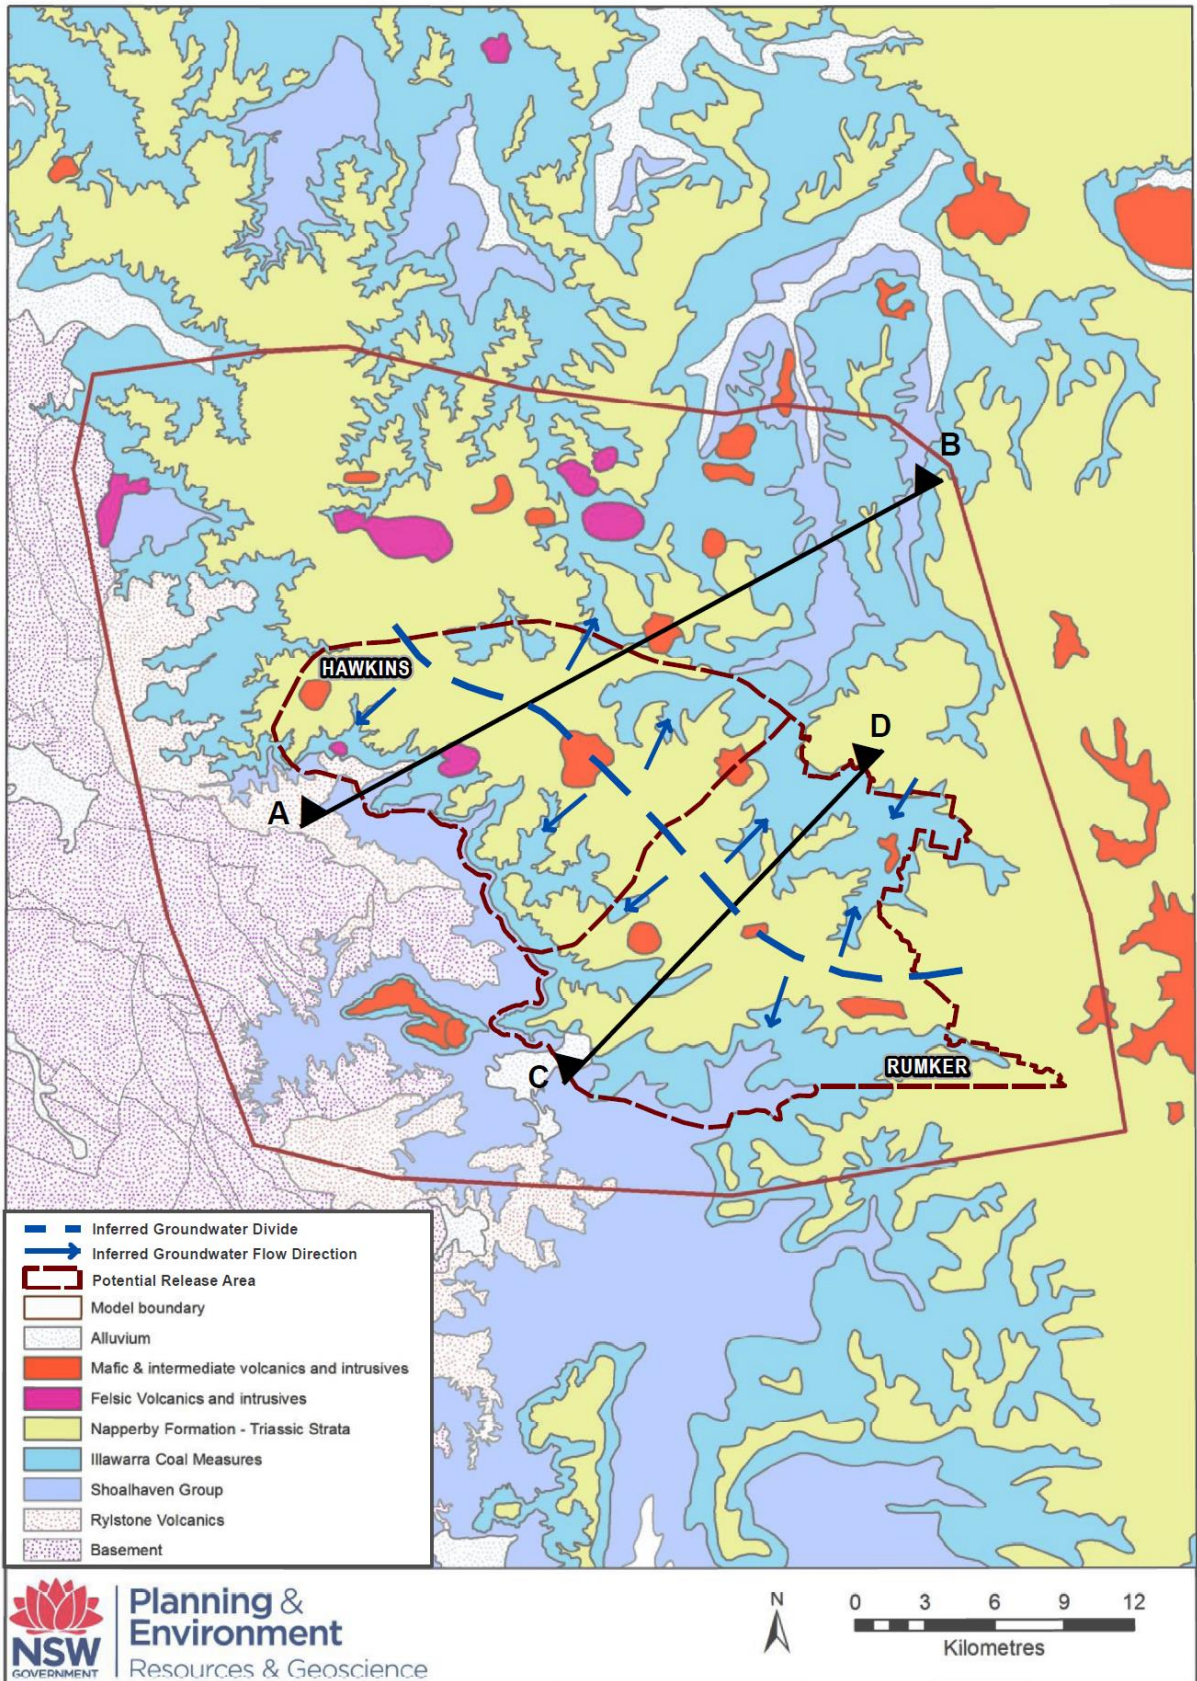 B
HAWKINS
D
A
C
RUMKER
Inferred Groundwater Divide
Inferred Groundwater Flow Direction
Potential Release Area
Model boundary
Alluvium
Mafic & intermediate volcanics and intrusives
Felsic Volcanics and intrusives
Napperby Formation - Triassic Strata
Illawarra Coal Measures
Shoalhaven Group
Rylstone Volcanics
Basement
NSW
GOVERNMENT
Planning &
Environment
Resources & Geoscience
N
0 3 6 9 12
Kilometres